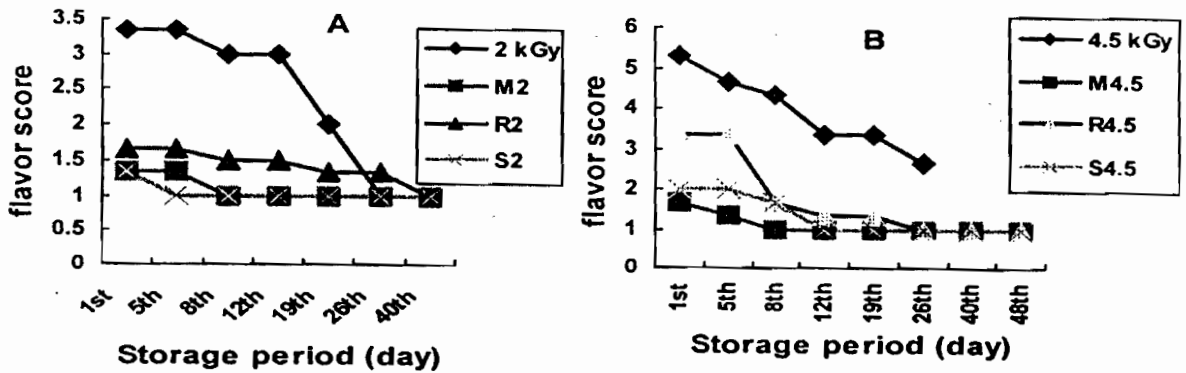 A
flavor score
3.5
3
2.5
2
1.5
1
0.5
0
1st
5th
8th
12th
19th
26th
40th
Storage period (day)
2 kGy
M2
R2
S2
B
flavor score
6
5
4
3
2
1
0
1st
5th
8th
12th
19th
26th
40th
48th
Storage period (day)
4.5 kGy
M4.5
R4.5
S4.5